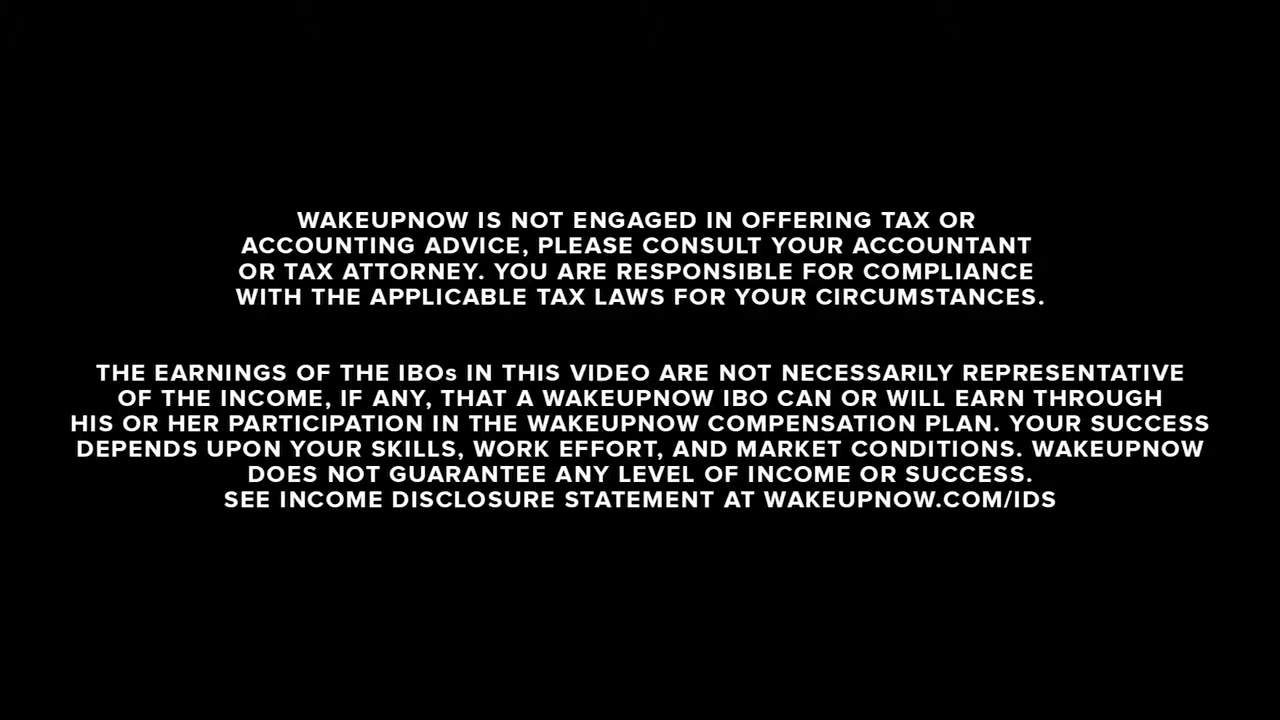 WAKEUPNOW IS NOT ENGAGED IN OFFERING TAX OR
ACCOUNTING ADVICE, PLEASE CONSULT YOUR ACCOUNTANT
OR TAX ATTORNEY. YOU ARE RESPONSIBLE FOR COMPLIANCE
WITH THE APPLICABLE TAX LAWS FOR YOUR CIRCUMSTANCES.
THE EARNINGS OF THE IBOs IN THIS VIDEO ARE NOT NECESSARILY REPRESENTATIVE
OF THE INCOME, IF ANY, THAT A WAKEUPNOW IBO CAN OR WILL EARN THROUGH
HIS OR HER PARTICIPATION IN THE WAKEUPNOW COMPENSATION PLAN. YOUR SUCCESS
DEPENDS UPON YOUR SKILLS, WORK EFFORT, AND MARKET CONDITIONS. WAKEUPNOW
DOES NOT GUARANTEE ANY LEVEL OF INCOME OR SUCCESS.
SEE INCOME DISCLOSURE STATEMENT AT WAKEUPNOW.COM/IDS